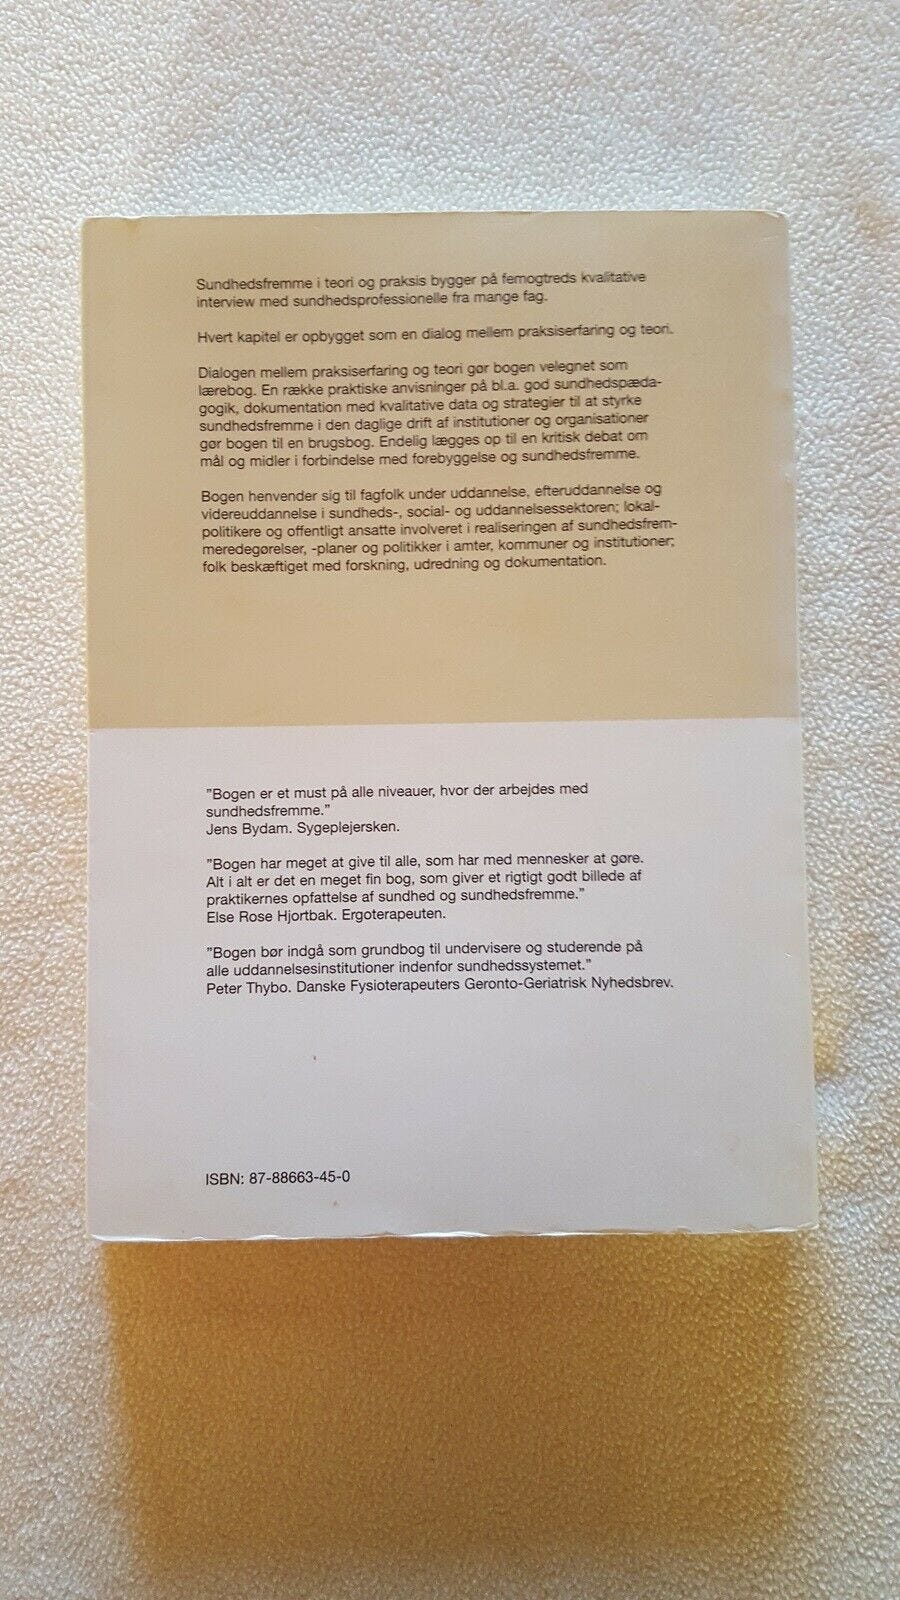 Sundhedsfremme i teori og praksis bygger på femogtreds kvalitative
interview med sundhedsprofessionelle fra mange fag.
Hvert kapitel er opbygget som en dialog mellem praksiserfaring og teori.
Dialogen mellem praksiserfaring og teori gør bogen velegnet som
lærebog. En række praktiske anvisninger på bl.a. god sundhedspæda-
gogik, dokumentation med kvalitative data og strategier til at styrke
sundhedsfremme i den daglige drift af institutioner og organisationer
gør bogen til en brugsbog. Endelig lægges op til en kritisk debat om
mål og midler i forbindelse med forebyggelse og sundhedsfremme.
Bogen henvender sig til fagfolk under uddannelse, efteruddannelse og
videreuddannelse i sundheds-, social- og uddannelsessektoren; lokal-
politikere og offentligt ansatte involveret i realiseringen af sundhedsfrem-
meredegørelser, -planer og politikker i amter, kommuner og institutioner;
folk beskæftiget med forskning, udredning og dokumentation.
"Bogen er et must på alle niveauer, hvor der arbejdes med
sundhedsfremme."
Jens Bydam. Sygeplejersken.
"Bogen har meget at give til alle, som har med mennesker at gøre.
Alt i alt er det en meget fin bog, som giver et rigtigt godt billede af
praktikernes opfattelse af sundhed og sundhedsfremme."
Else Rose Hjortbak. Ergoterapeuten.
"Bogen bør indgå som grundbog til undervisere og studerende på
alle uddannelsesinstitutioner indenfor sundhedssystemet."
Peter Thybo. Danske Fysioterapeuters Geronto-Geriatrisk Nyhedsbrev.
ISBN: 87-88663-45-0